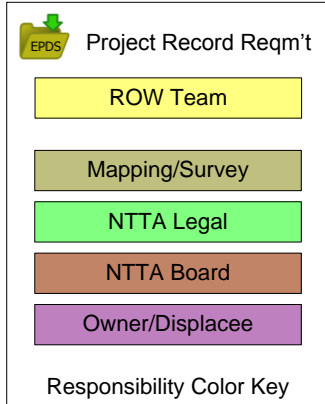 EPDS
Project Record Reqm't
ROW Team
Mapping/Survey
NTTA Legal
NTTA Board
Owner/Displacee
Responsibility Color Key